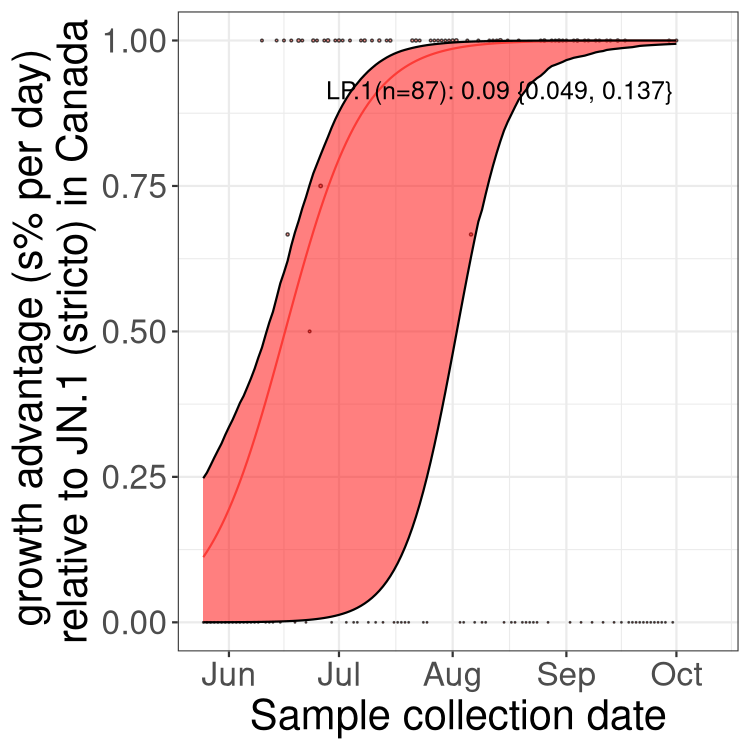 growth advantage (s% per day)
relative to JN.1 (stricto) in Canada
1.00
0.75
0.50
0.25
0.00
LP.1(n=87): 0.09 {0.049, 0.137}
Jun Jul Aug Sep Oct
Sample collection date